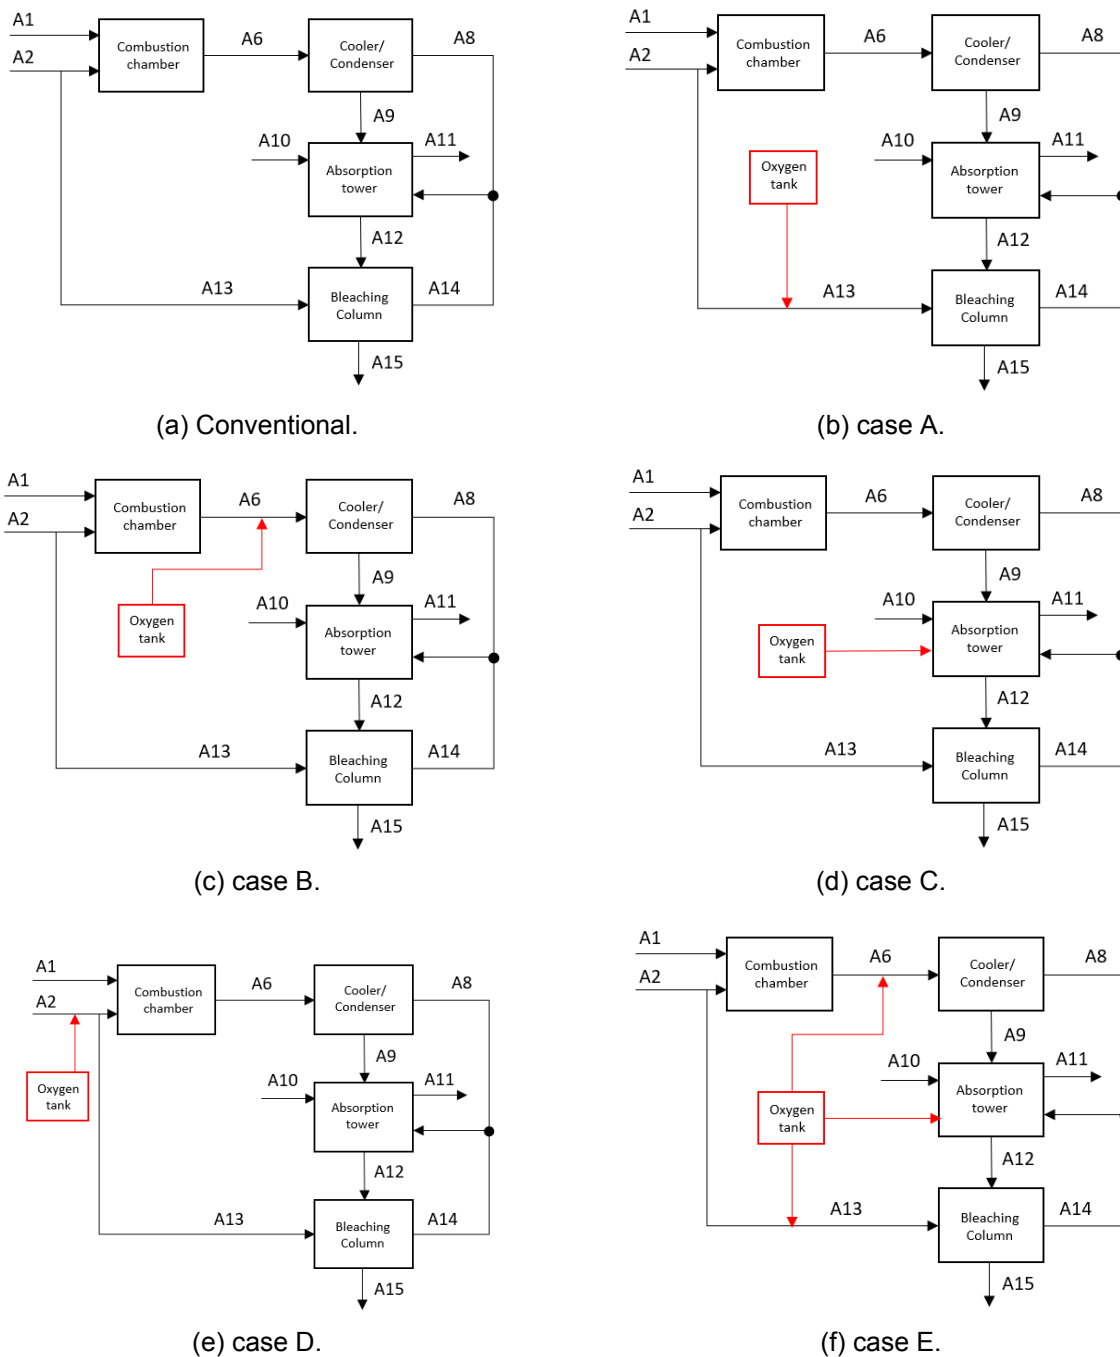 A1
A2
Combustion
chamber
A6
Cooler/
Condenser
A8
A9
A10
A11
Absorption
tower
A12
A13
Bleaching
Column
A14
A15
(a) Conventional.
A1
A2
Combustion
chamber
A6
Cooler/
Condenser
A8
A9
A10
A11
Oxygen
tank
Absorption
tower
A12
A13
Bleaching
Column
A14
A15
(b) case A.
A1
A2
Combustion
chamber
A6
Cooler/
Condenser
A8
A9
A10
A11
Oxygen
tank
Absorption
tower
A12
A13
Bleaching
Column
A14
A15
(c) case B.
A1
A2
Combustion
chamber
A6
Cooler/
Condenser
A8
A9
A10
A11
Oxygen
tank
Absorption
tower
A12
A13
Bleaching
Column
A14
A15
(d) case C.
A1
A2
Combustion
chamber
A6
Cooler/
Condenser
A8
A9
Oxygen
tank
A10
A11
Absorption
tower
A12
A13
Bleaching
Column
A14
A15
(e) case D.
A1
A2
Combustion
chamber
A6
Cooler/
Condenser
A8
A9
A10
A11
Oxygen
tank
Absorption
tower
A12
A13
Bleaching
Column
A14
A15
(f) case E.